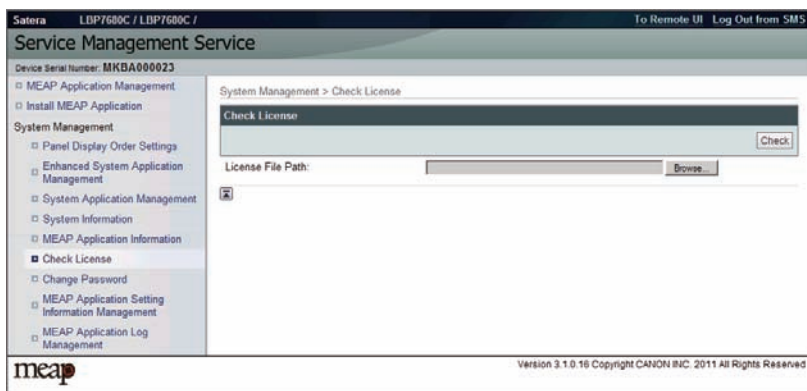 Satera LBP7680C / LBP7680C /
To Remote UI Log Out from SMS
Service Management Service
Device Serial Number: MKBA000023
MEAP Application Management
Install MEAP Application
System Management
Panel Display Order Settings
Enhanced System Application
Management
System Application Management
System Information
MEAP Application Information
Check License
Change Password
MEAP Application Setting
Information Management
MEAP Application Log
Management
System Management > Check License
Check License
Check
License File Path:
Browse...
meap
Version 3.1.0.16 Copyright CANON INC. 2011 All Rights Reserved